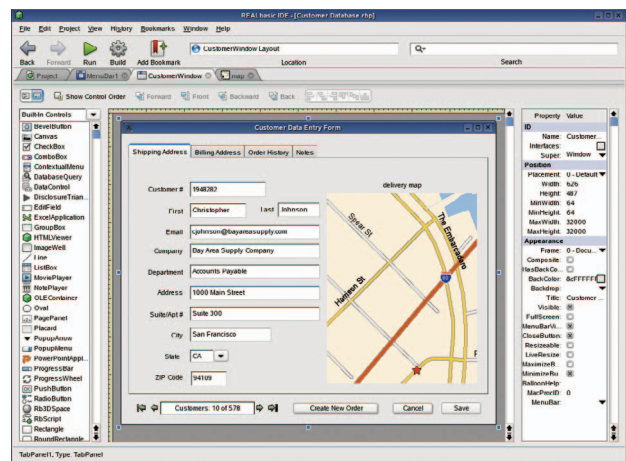 REALbasic IDE - [Customer Database.rbp]
File Edit Project View History Bookmarks Window Help
CustomerWindow Layout
Back Forward Run Build Add Bookmark Location Search
Project MenuBar1 CustomerWindow map
Show Control Order Forward Front Backward Back
Built-In Controls
BevelButton
Canvas
CheckBox
ComboBox
ContextualMenu
DatabaseQuery
DataControl
DisclosureTrian...
EditField
ExcelApplication
GroupBox
HTMLViewer
ImageWell
Line
ListBox
MoviePlayer
NotePlayer
OLEContainer
Oval
PagePanel
Placard
PopupArrow
PopupMenu
PowerPointAppl...
ProgressBar
ProgressWheel
PushButton
RadioButton
Rb3DSpace
RbScript
Rectangle
RoundRectangle
Customer Data Entry Form
Shipping Address Billing Address Order History Notes
Customer # 1948282
First Christopher Last Johnson
Email cjohnson@bayareasupply.com
Company Bay Area Supply Company
Department Accounts Payable
Address 1000 Main Street
Suite/Apt # Suite 300
City San Francisco
State CA
ZIP Code 94109
delivery map
Spear St
The Embarcadero
Harrison St
80
F
Customers: 10 of 578 Create New Order Cancel Save
Property Value
ID
Name: Customer...
Interfaces:
Super: Window
Position
Placement: 0 - Default
Width: 626
Height: 487
MinWidth: 64
MinHeight: 64
MaxWidth: 32000
MaxHeight: 32000
Appearance
Frame: 0 - Docu...
Composite:
HasBackCo...
BackColor: &cFFFFFF
Backdrop:
Title: Customer ...
Visible:
FullScreen:
MenuBarVi...
CloseButton:
Resizeable:
LiveResize:
MaximizeB...
MinimizeBu...
BalloonHelp:
MacProcID: 0
MenuBar:
TabPanel1, Type: TabPanel